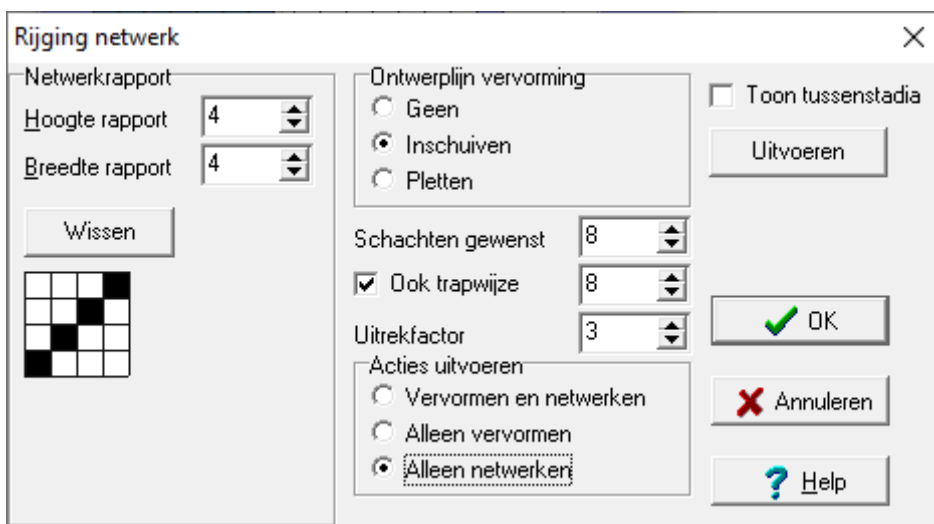 Rijging netwerk
Netwerkrapport
Hoogte rapport 4
Breedte rapport 4
Wissen
Ontwerplijn vervorming
Geen
Inschuiven
Pletten
Schachten gewenst 8
Ook trapwijze 8
Uitrekfactor 3
Acties uitvoeren
Vervormen en netwerken
Alleen vervormen
Alleen netwerken
Toon tussenstadia
Uitvoeren
OK
Annuleren
? Help